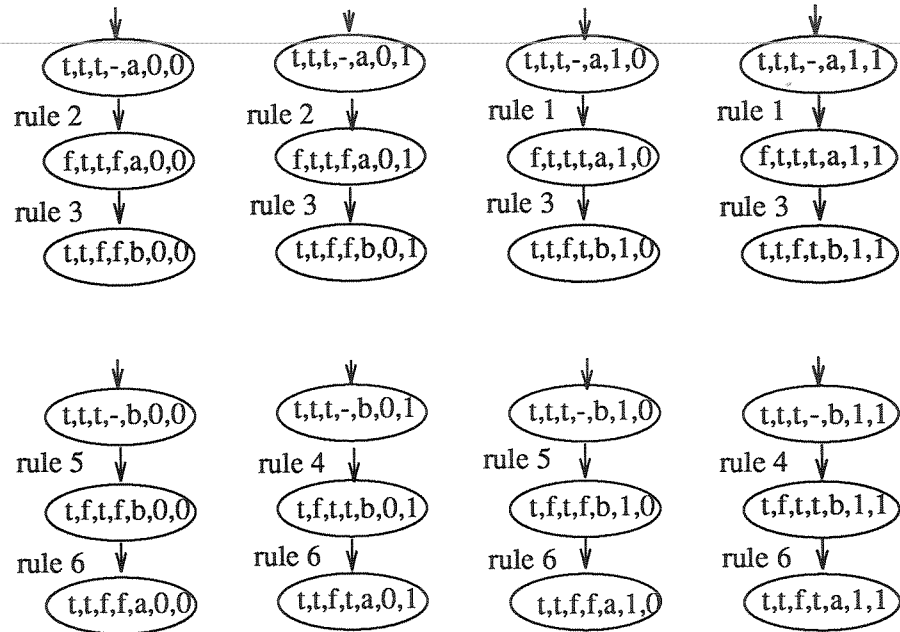 t,t,t,-,a,0,0 t,t,t,-,a,0,1 t,t,t,-,a,1,0 t,t,t,-,a,1,1
rule 2 rule 2 rule 1 rule 1
f,t,t,f,a,0,0 f,t,t,f,a,0,1 f,t,t,t,a,1,0 f,t,t,t,a,1,1
rule 3 rule 3 rule 3 rule 3
t,t,f,f,b,0,0 t,t,f,f,b,0,1 t,t,f,t,b,1,0 t,t,f,t,b,1,1
t,t,t,-,b,0,0 t,t,t,-,b,0,1 t,t,t,-,b,1,0 t,t,t,-,b,1,1
rule 5 rule 4 rule 5 rule 4
t,f,t,f,b,0,0 t,f,t,t,b,0,1 t,f,t,f,b,1,0 t,f,t,t,b,1,1
rule 6 rule 6 rule 6 rule 6
t,t,f,f,a,0,0 t,t,f,t,a,0,1 t,t,f,f,a,1,0 t,t,f,t,a,1,1